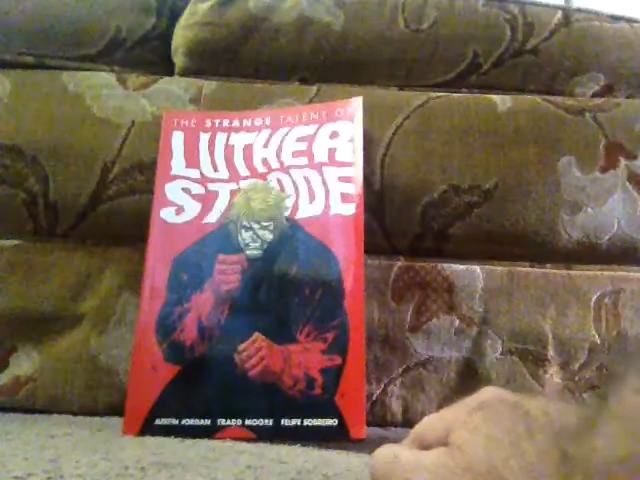 THE STRANGE TALENT OF
LUTHER
STRODE
JUSTIN JORDAN TRADD MOORE FELIPE SOBREIRO